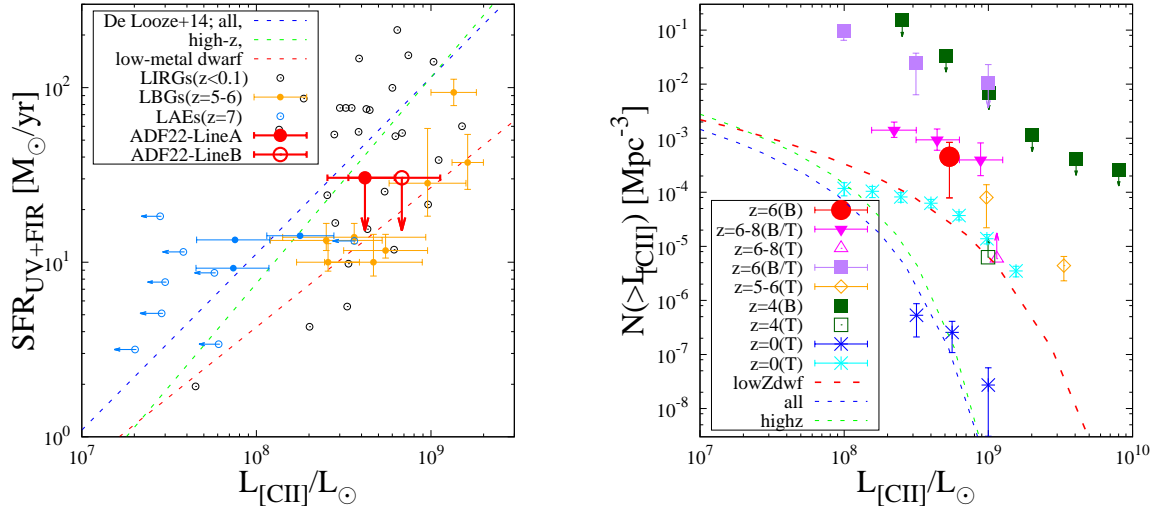 De Looze+14; all,
high-z,
low-metal dwarf
LIRGs(z<0.1)
LBGs(z=5-6)
LAEs(z=7)
ADF22-LineA
ADF22-LineB
SFR_{UV+FIR} [M_⊙/yr]
10^2
10^1
10^0
10^7 10^8 10^9
L_{[CII]}/L_⊙
N(>L_{[CII]}) [Mpc^{-3}]
10^{-1}
10^{-2}
10^{-3}
10^{-4}
10^{-5}
10^{-6}
10^{-7}
10^{-8}
z=6(B)
z=6-8(B/T)
z=6-8(T)
z=6(B/T)
z=5-6(T)
z=4(B)
z=4(T)
z=0(T)
z=0(T)
lowZdwf
all
highz
10^7 10^8 10^9 10^{10}
L_{[CII]}/L_⊙